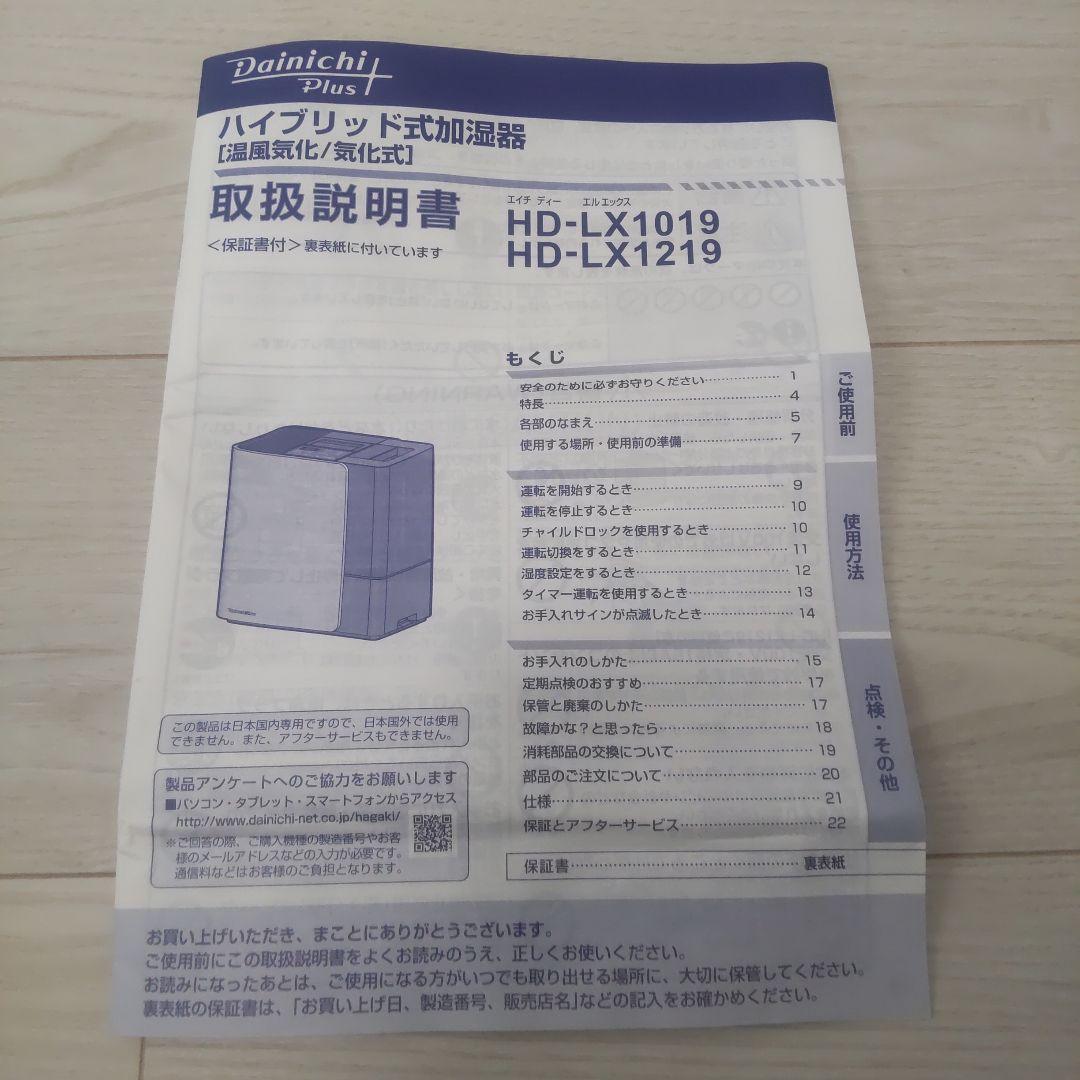 Dainichi
Plus
ハイブリッド式加湿器
[温風気化/気化式]
取扱説明書
<保証書付>裏表紙に付いています
エイチ ディー エルエックス
HD-LX1019
HD-LX1219
もくじ
安全のために必ずお守りください………………… 1
特長…………………………………………… 4
各部のなまえ………………………………… 5
使用する場所・使用前の準備………………… 7
ご使用前
運転を開始するとき………………………… 9
運転を停止するとき………………………… 10
チャイルドロックを使用するとき………… 10
運転切換をするとき………………………… 11
湿度設定をするとき………………………… 12
タイマー運転を使用するとき……………… 13
お手入れサインが点滅したとき…………… 14
使用方法
お手入れのしかた…………………………… 15
定期点検のおすすめ………………………… 17
保管と廃棄のしかた………………………… 17
故障かな?と思ったら……………………… 18
消耗部品の交換について…………………… 19
部品のご注文について……………………… 20
仕様…………………………………………… 21
保証とアフターサービス…………………… 22
点検・その他
保証書………………………………………… 裏表紙
この製品は日本国内専用ですので、日本国外では使用
できません。また、アフターサービスもできません。
製品アンケートへのご協力をお願いします
■パソコン・タブレット・スマートフォンからアクセス
http://www.dainichi-net.co.jp/hagaki/
※ご回答の際、ご購入機種の製造番号やお客
様のメールアドレスなどの入力が必要です。
通信料などはお客様のご負担となります。
お買い上げいただき、まことにありがとうございます。
ご使用前にこの取扱説明書をよくお読みのうえ、正しくお使いください。
お読みになったあとは、ご使用になる方がいつでも取り出せる場所に、大切に保管してください。
裏表紙の保証書は、「お買い上げ日、製造番号、販売店名」などの記入をお確かめください。